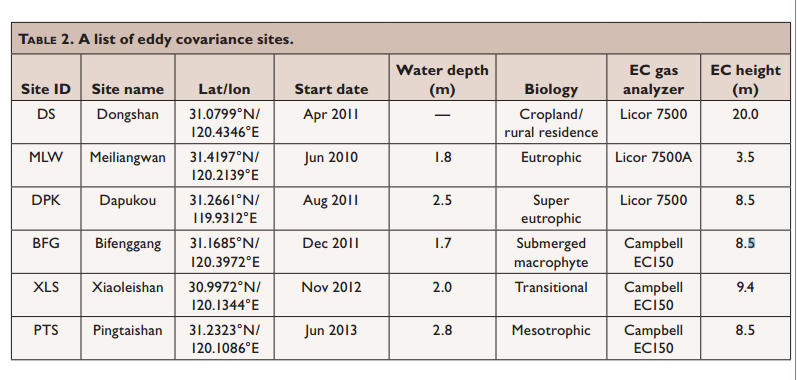 TABLE 2. A list of eddy covariance sites.
Site ID Site name Lat/lon Start date Water depth (m) Biology EC gas analyzer EC height (m)
DS Dongshan 31.0799°N/ 120.4346°E Apr 2011 — Cropland/ rural residence Licor 7500 20.0
MLW Meiliangwan 31.4197°N/ 120.2139°E Jun 2010 1.8 Eutrophic Licor 7500A 3.5
DPK Dapukou 31.2661°N/ 119.9312°E Aug 2011 2.5 Super eutrophic Licor 7500 8.5
BFG Bifenggang 31.1685°N/ 120.3972°E Dec 2011 1.7 Submerged macrophyte Campbell EC150 8.5
XLS Xiaoleishan 30.9972°N/ 120.1344°E Nov 2012 2.0 Transitional Campbell EC150 9.4
PTS Pingtaishan 31.2323°N/ 120.1086°E Jun 2013 2.8 Mesotrophic Campbell EC150 8.5